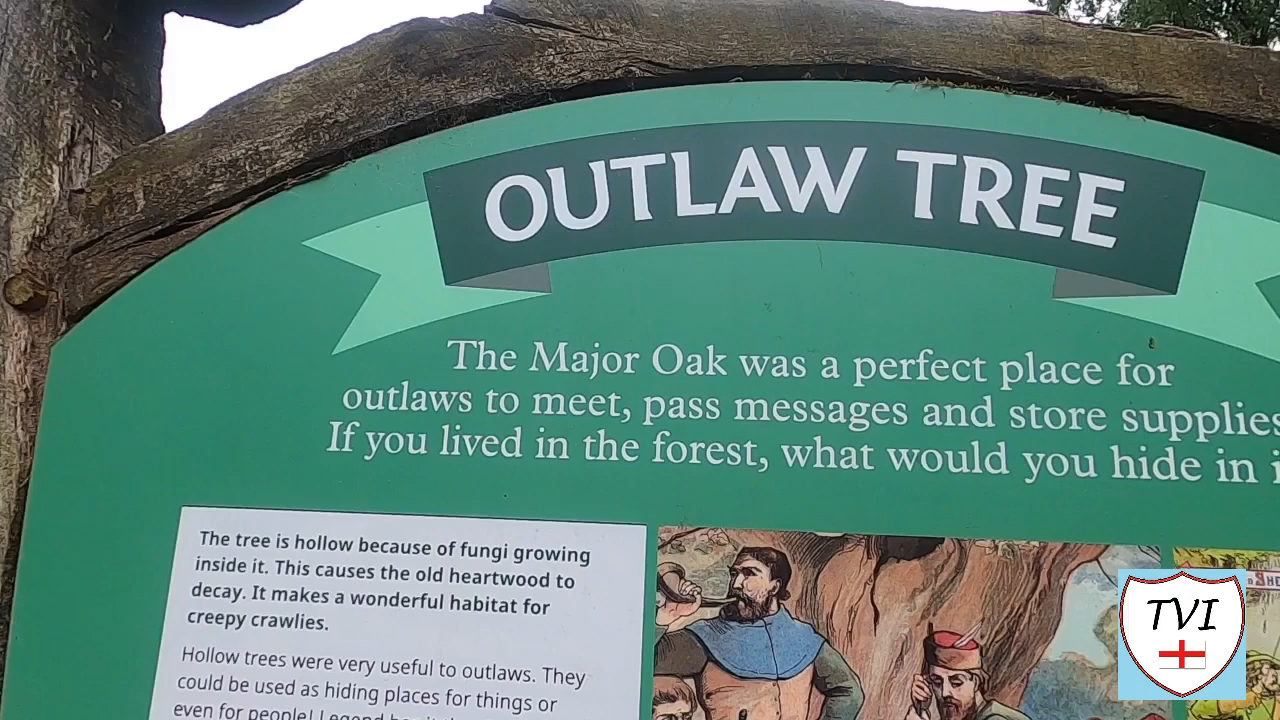 OUTLAW TREE
The Major Oak was a perfect place for
outlaws to meet, pass messages and store supplies
If you lived in the forest, what would you hide in
The tree is hollow because of fungi growing
inside it. This causes the old heartwood to
decay. It makes a wonderful habitat for
creepy crawlies.
Hollow trees were very useful to outlaws. They
could be used as hiding places for things or
even for people! Legend
TVI